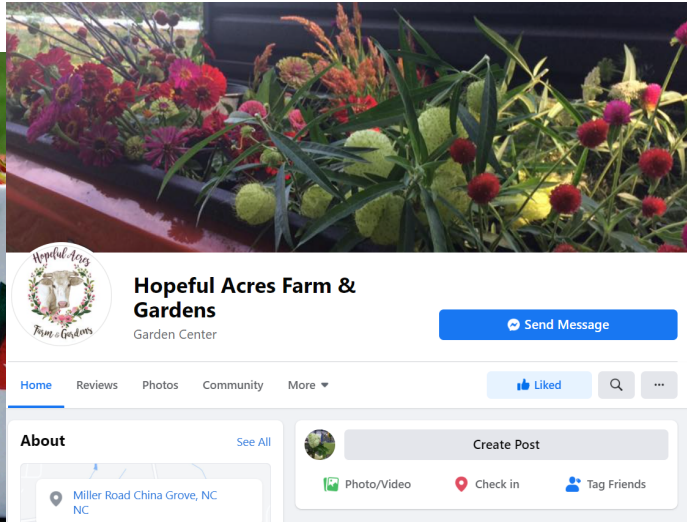 Hopeful Acres
Farm & Gardens
Hopeful Acres Farm &
Gardens
Garden Center
Send Message
Home
Reviews
Photos
Community
More
Liked
...
About
See All
Create Post
Photo/Video
Check in
Tag Friends
Miller Road China Grove, NC
NC